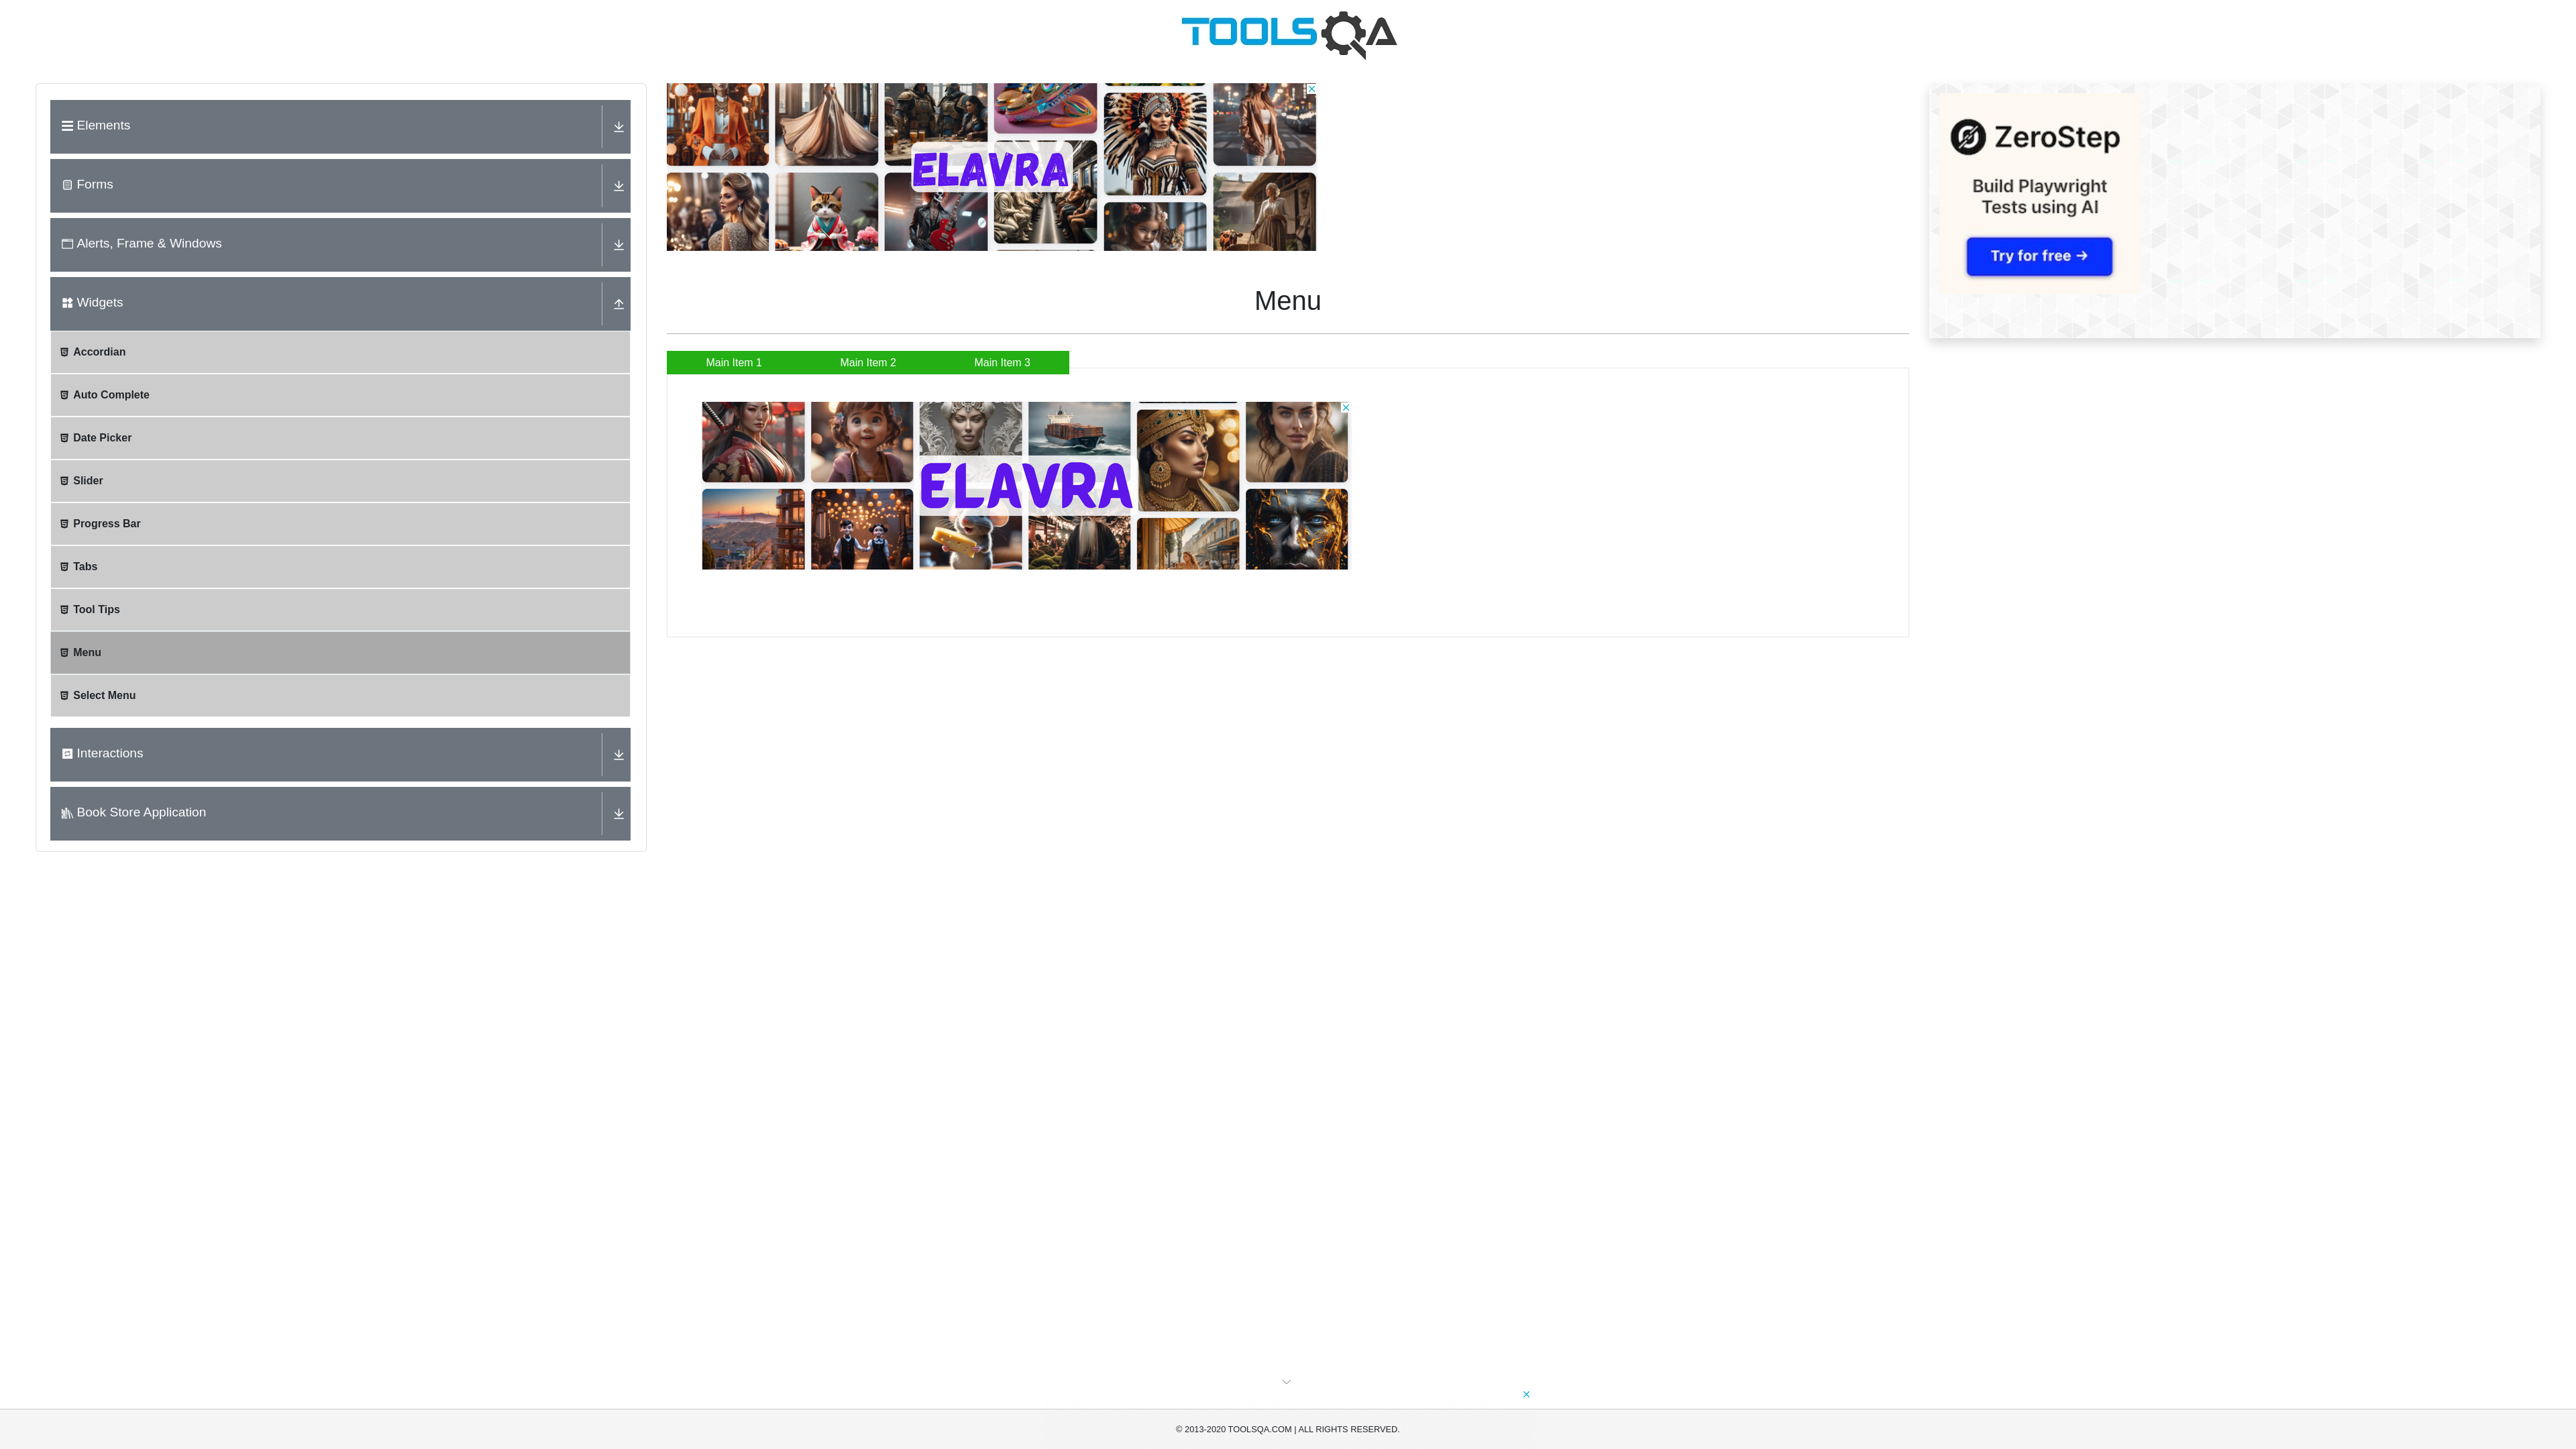 TOOLSQA
Elements
Forms
Alerts, Frame & Windows
Widgets
Accordian
Auto Complete
Date Picker
Slider
Progress Bar
Tabs
Tool Tips
Menu
Select Menu
Interactions
Book Store Application
ELAVRA
Menu
Main Item 1
Main Item 2
Main Item 3
ELAVRA
ZeroStep
Build Playwright
Tests using AI
Try for free →
© 2013-2020 TOOLSQA.COM | ALL RIGHTS RESERVED.